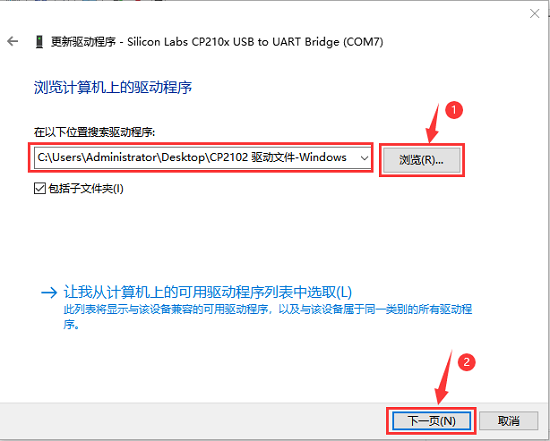 更新驱动程序 - Silicon Labs CP210x USB to UART Bridge (COM7)
浏览计算机上的驱动程序
1
在以下位置搜索驱动程序:
C:\Users\Administrator\Desktop\CP2102 驱动文件-Windows
浏览(R)...
包括子文件夹(I)
让我从计算机上的可用驱动程序列表中选取(L)
此列表将显示与该设备兼容的可用驱动程序，以及与该设备属于同一类别的所有驱动程
序。
2
下一页(N)
取消